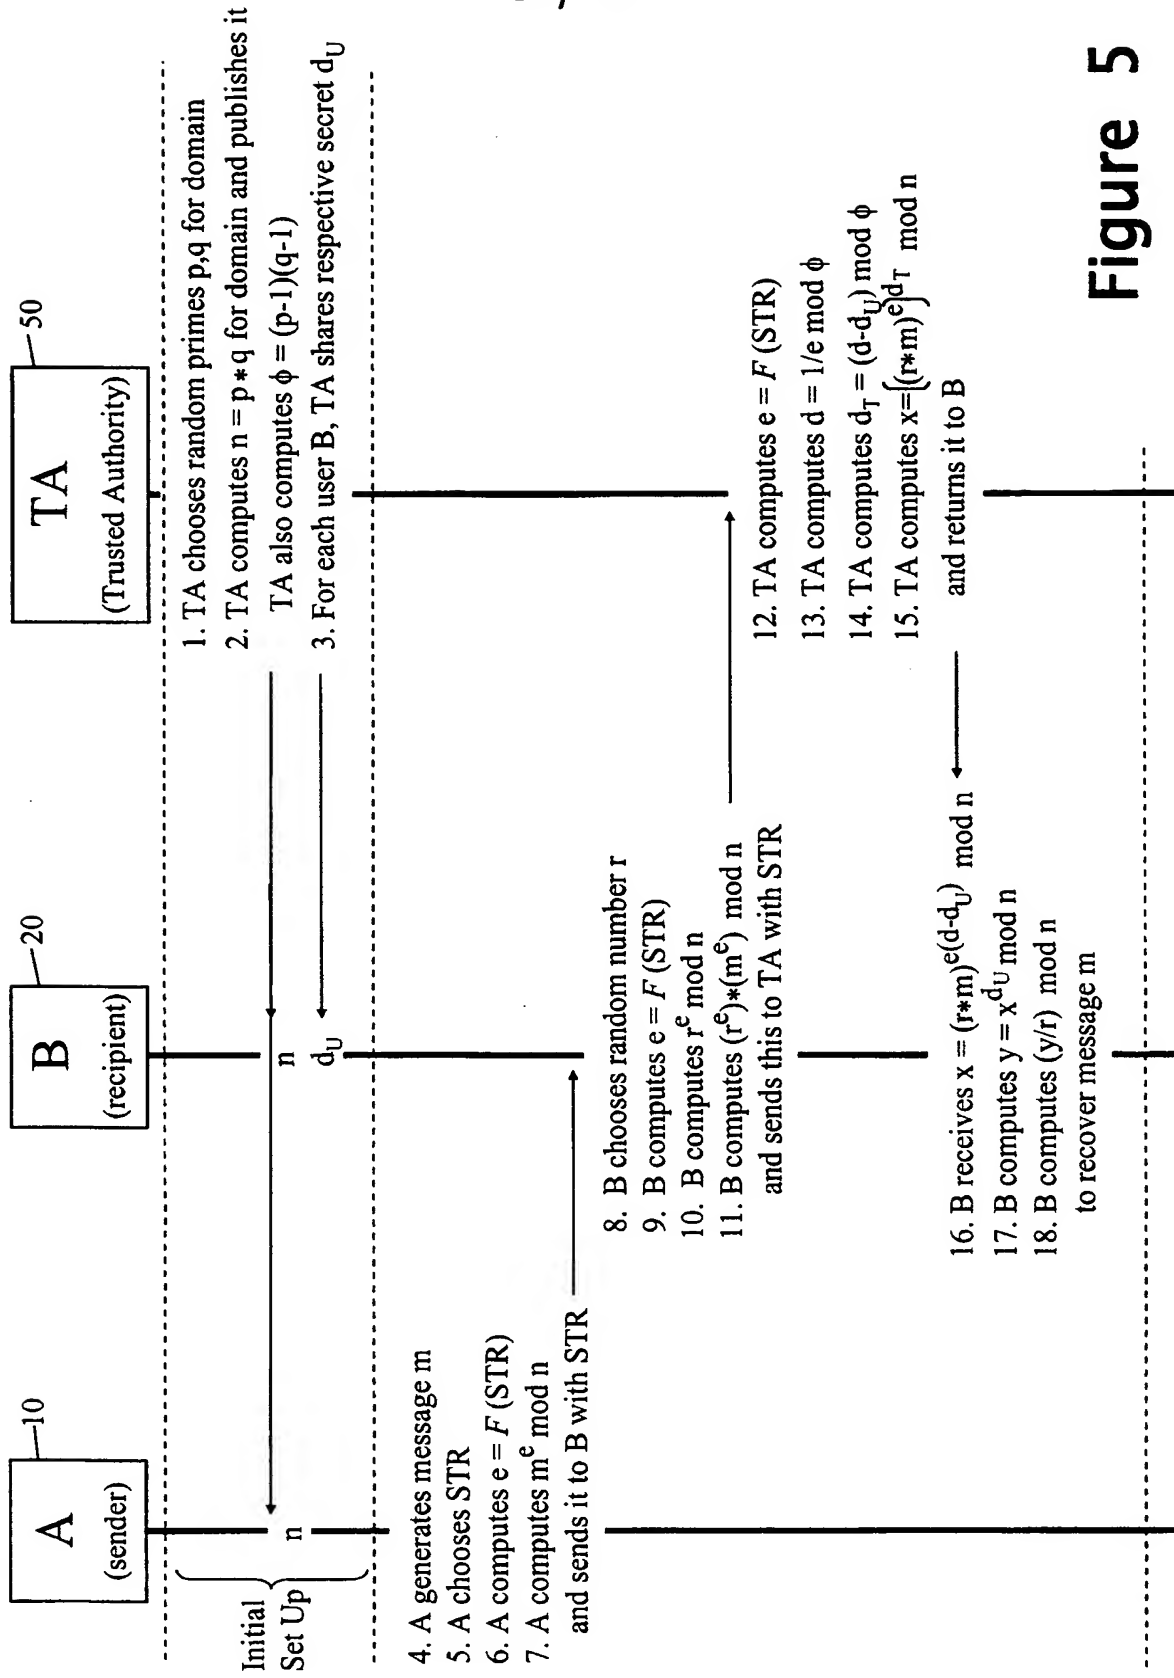 A
(sender)
10
B
(recipient)
20
TA
(Trusted Authority)
50
Initial
Set Up
1. TA chooses random primes p,q for domain
2. TA computes n = p*q for domain and publishes it
TA also computes ϕ = (p-1)(q-1)
3. For each user B, TA shares respective secret d_U
n
n
d_U
4. A generates message m
5. A chooses STR
6. A computes e = F (STR)
7. A computes m^e mod n
and sends it to B with STR
8. B chooses random number r
9. B computes e = F (STR)
10. B computes r^e mod n
11. B computes (r^e)*(m^e) mod n
and sends this to TA with STR
12. TA computes e = F (STR)
13. TA computes d = 1/e mod ϕ
14. TA computes d_T = (d-d_U) mod ϕ
15. TA computes x={(r*m)^e}^d_T mod n
and returns it to B
16. B receives x = (r*m)^e(d-d_U) mod n
17. B computes y = x^d_U mod n
18. B computes (y/r) mod n
to recover message m
Figure 5